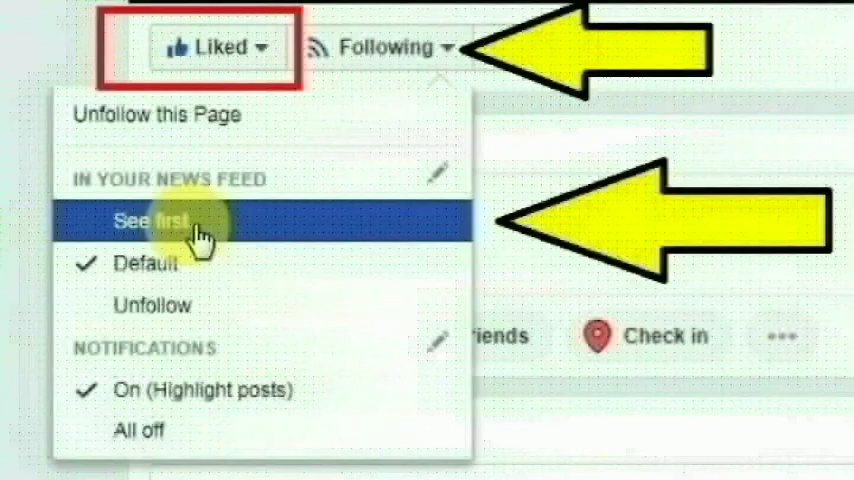 Liked Following
Unfollow this Page
IN YOUR NEWS FEED
See first
Default
Unfollow
riends Check in
NOTIFICATIONS
On (Highlight posts)
All off